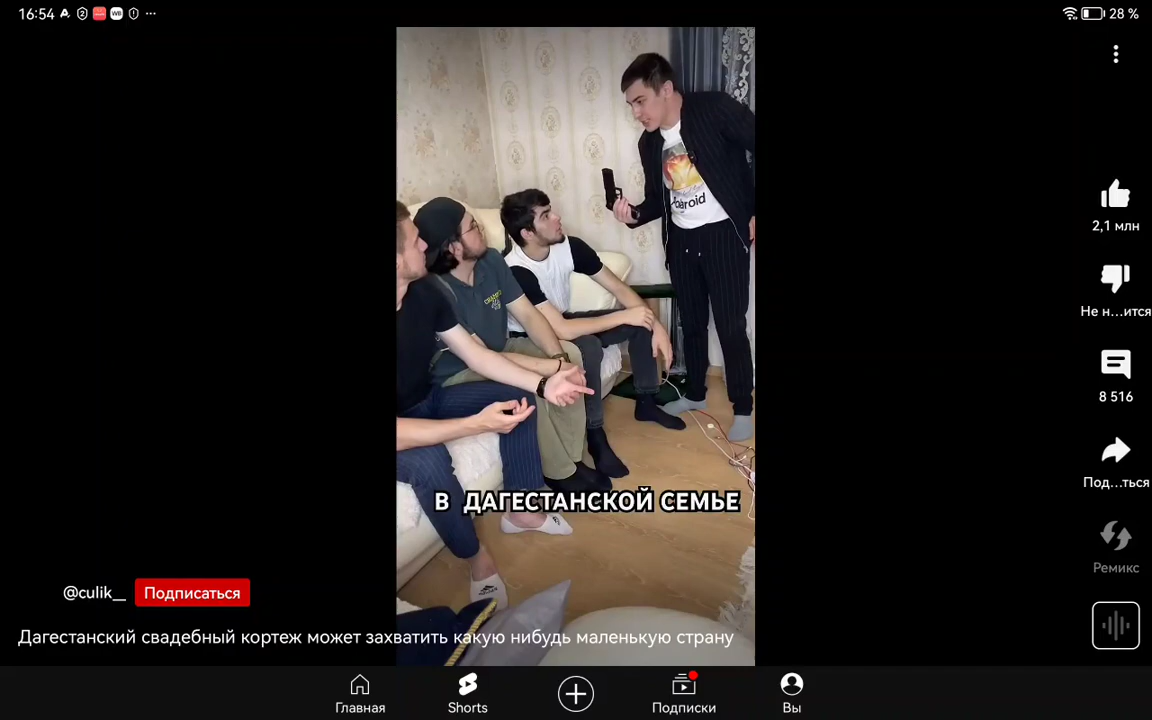 16:54
28 %
2,1 млн
Не н...ится
8 516
Под...ться
Ремикс
Polaroid
В ДАГЕСТАНСКОЙ СЕМЬЕ
@culik__ Подписаться
Дагестанский свадебный кортеж может захватить какую нибудь маленькую страну
Главная
Shorts
Подписки
Вы